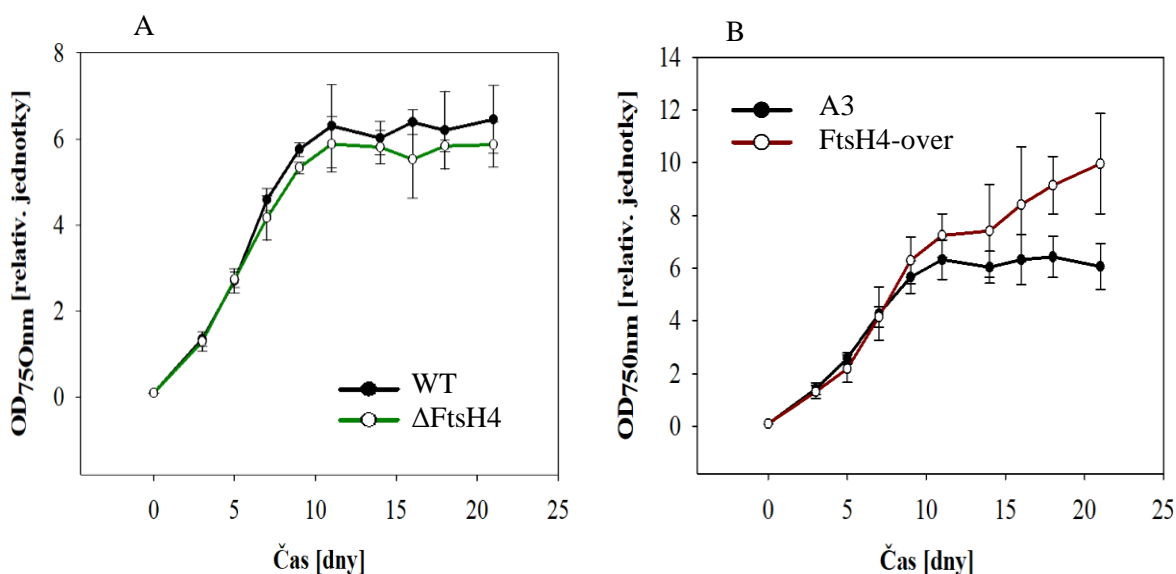 A
OD75Onm [relativ. jednotky]
8
6
4
2
0
WT
ΔFtsH4
0 5 10 15 20 25
Čas [dny]
B
OD750nm [relativ. jednotky]
14
12
10
8
6
4
2
0
A3
FtsH4-over
0 5 10 15 20 25
Čas [dny]